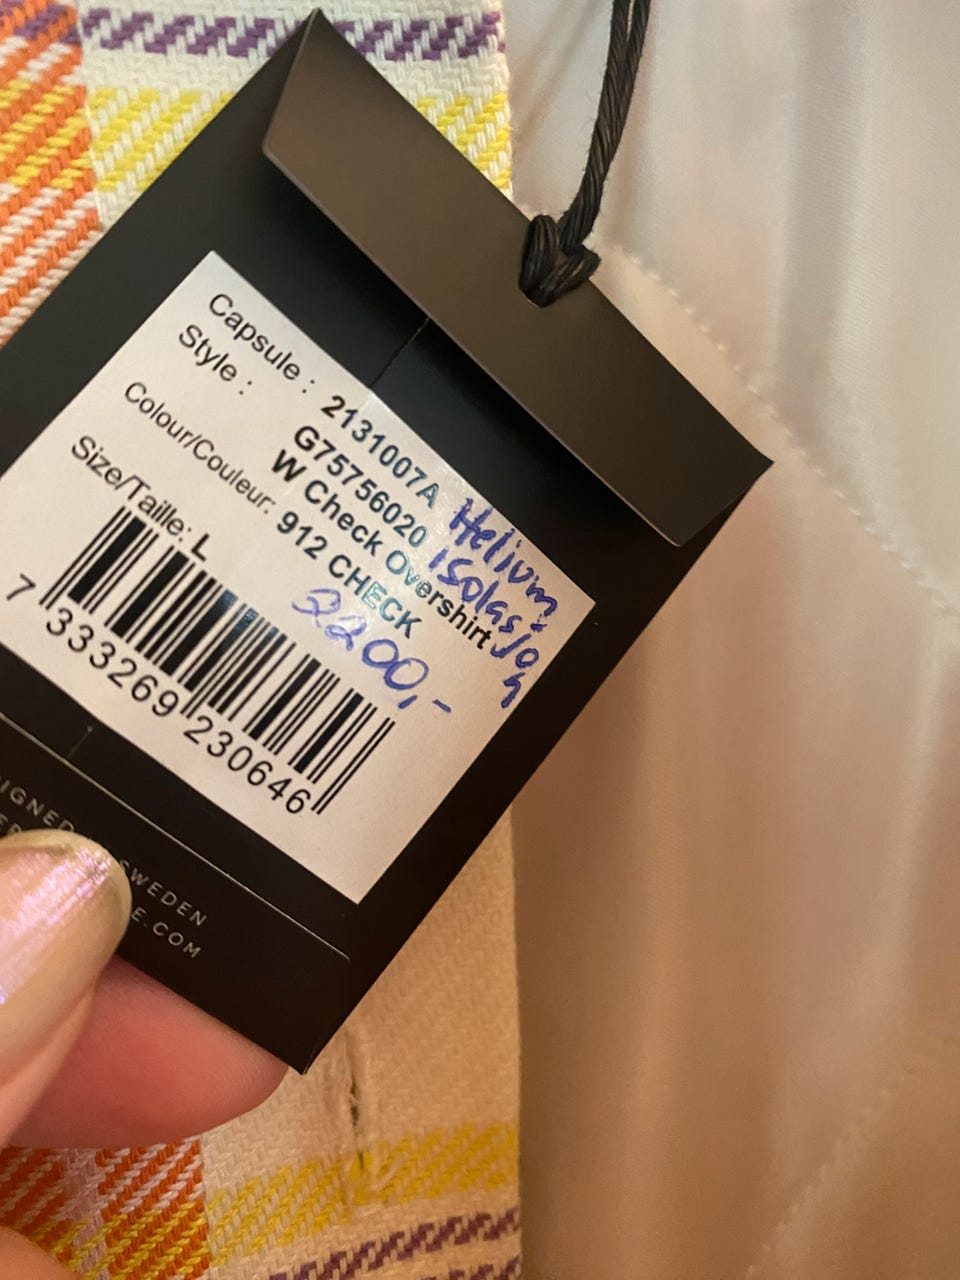 Capsule : 2131007A
Style : G75756020
W Check Overshirt
Colour/Couleur: 912 CHECK
Size/Taille: L
Helium
isolasjon
2200,-
7 333269 230646
SWEDEN
E.COM